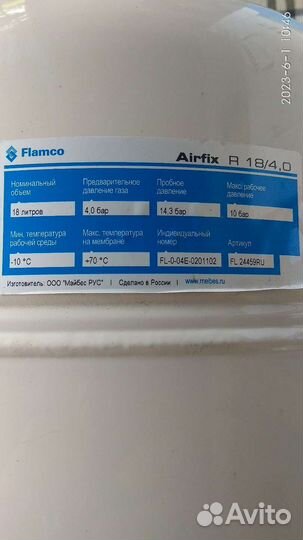 2023-6-1 10:46
Flamco
Airfix R 18/4,0
Номинальный объем
18 литров
Предварительное давление газа
4,0 бар
Пробное давление
14,3 бар
Макс рабочее давление
10 бар
Мин. температура рабочей среды
-10 °C
Макс. температура на мембране
+70 °C
Индивидуальный номер
FL-0-04E-0201102
Артикул
FL 24459RU
Изготовитель: ООО "Майбес РУС" | Сделано в России | www.meibes.ru
Avito